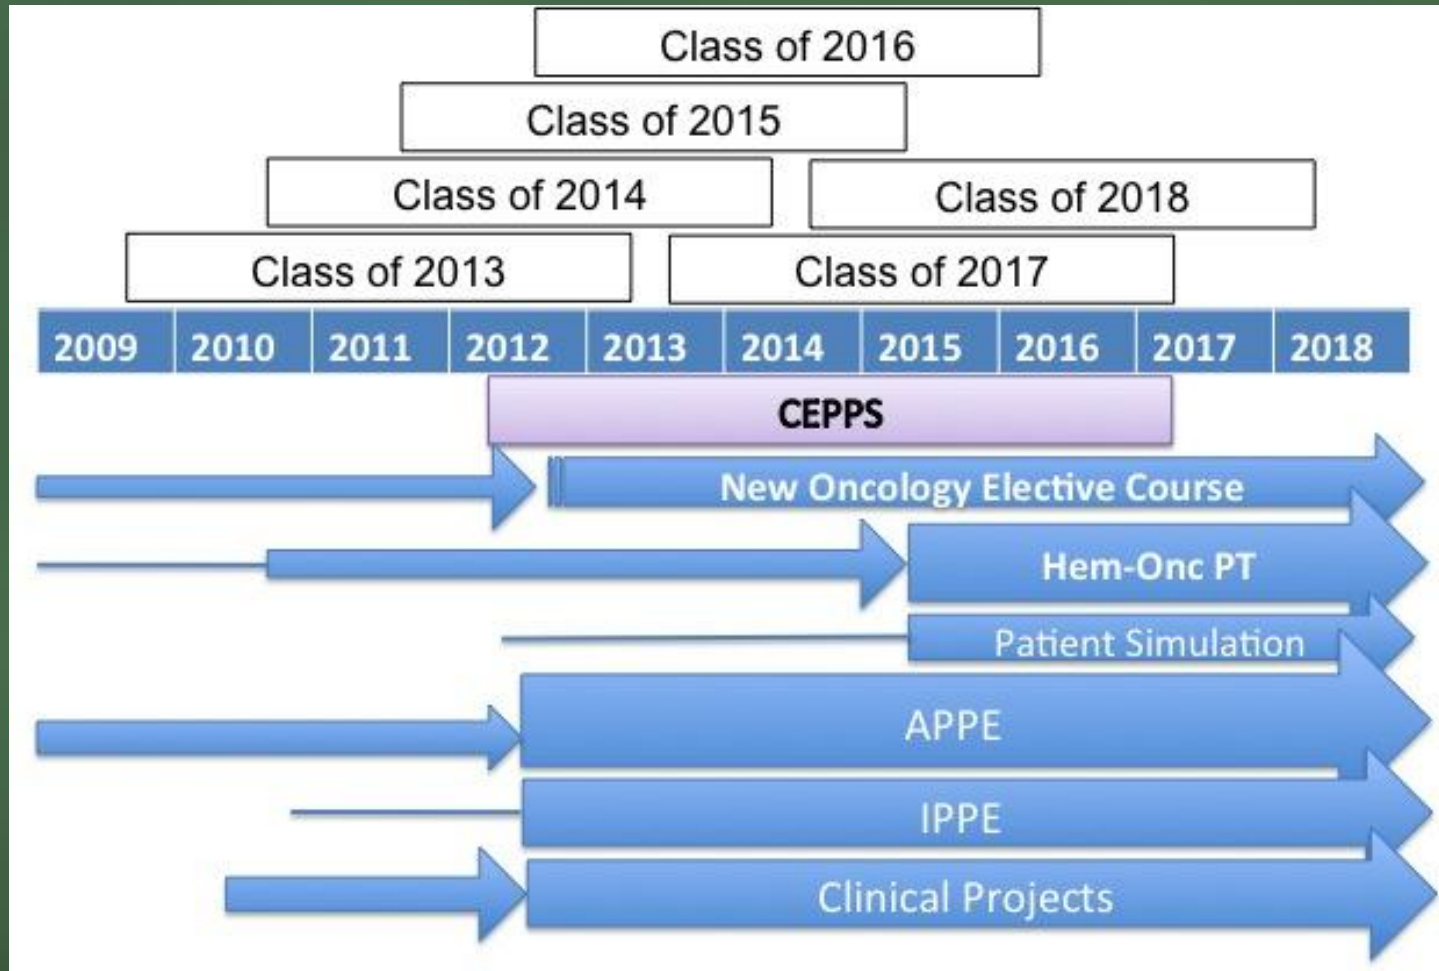 Class of 2016
Class of 2015
Class of 2014
Class of 2018
Class of 2013
Class of 2017
2009 2010 2011 2012 2013 2014 2015 2016 2017 2018
CEPPS
New Oncology Elective Course
Hem-Onc PT
Patient Simulation
APPE
IPPE
Clinical Projects